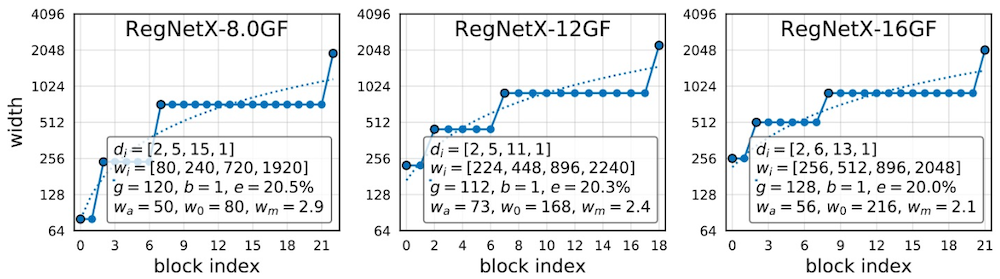 RegNetX-8.0GF
4096
2048
1024
512
256
128
64
width
d_i = [2, 5, 15, 1]
w_i = [80, 240, 720, 1920]
g = 120, b = 1, e = 20.5%
w_a = 50, w_0 = 80, w_m = 2.9
0 3 6 9 12 15 18 21
block index
RegNetX-12GF
4096
2048
1024
512
256
128
64
d_i = [2, 5, 11, 1]
w_i = [224, 448, 896, 2240]
g = 112, b = 1, e = 20.3%
w_a = 73, w_0 = 168, w_m = 2.4
0 2 4 6 8 10 12 14 16 18
block index
RegNetX-16GF
4096
2048
1024
512
256
128
64
d_i = [2, 6, 13, 1]
w_i = [256, 512, 896, 2048]
g = 128, b = 1, e = 20.0%
w_a = 56, w_0 = 216, w_m = 2.1
0 3 6 9 12 15 18 21
block index